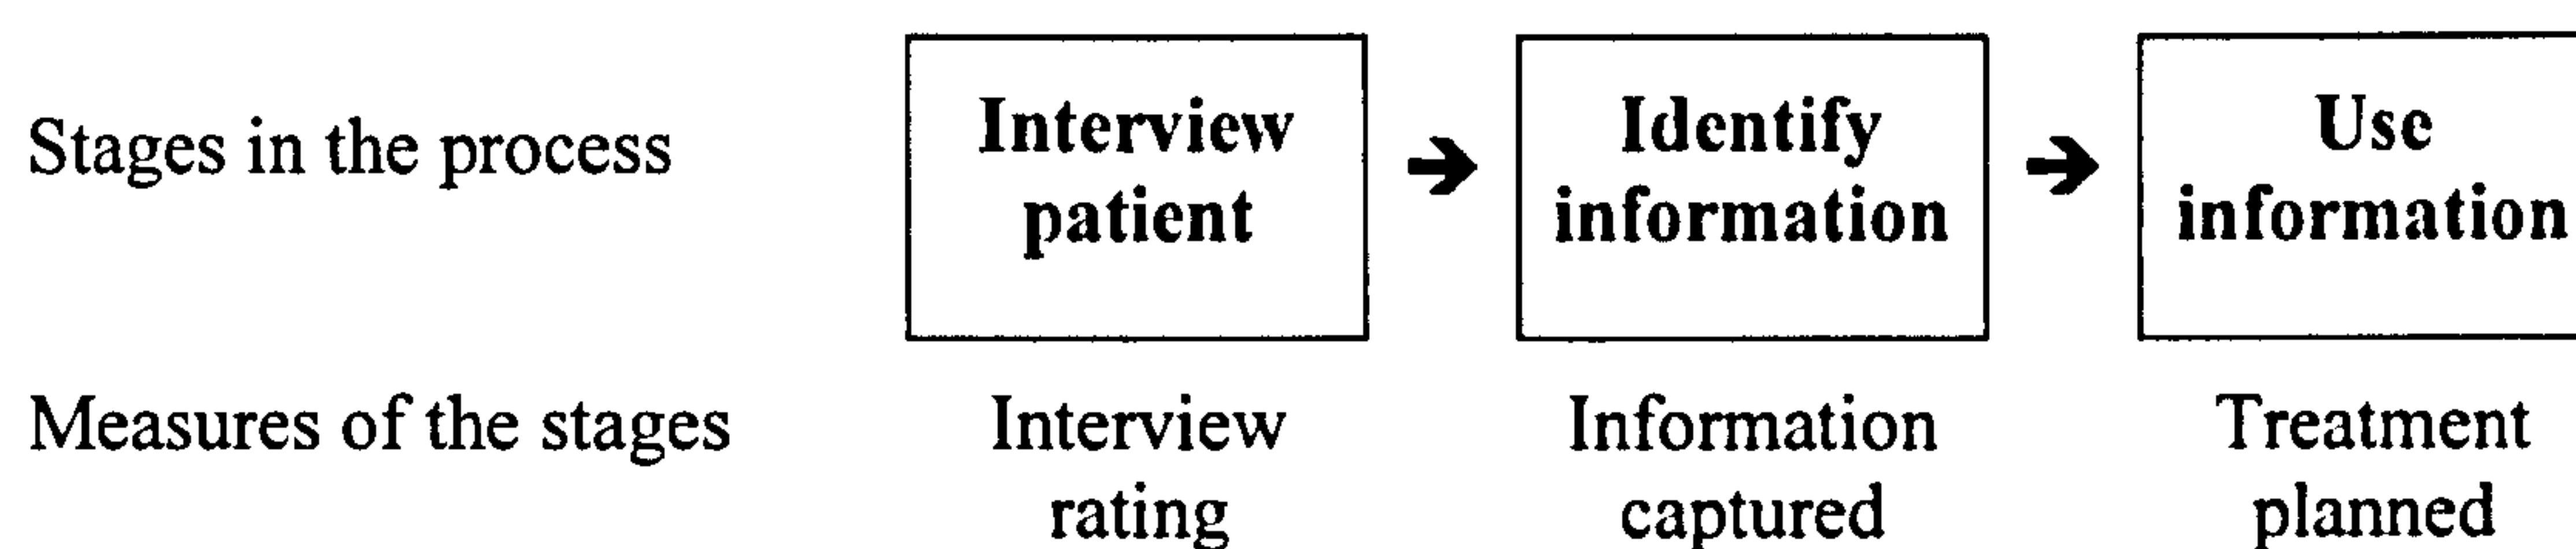 Stages in the process
Interview
patient
➔
Identify
information
➔
Use
information
Measures of the stages
Interview
rating
Information
captured
Treatment
planned